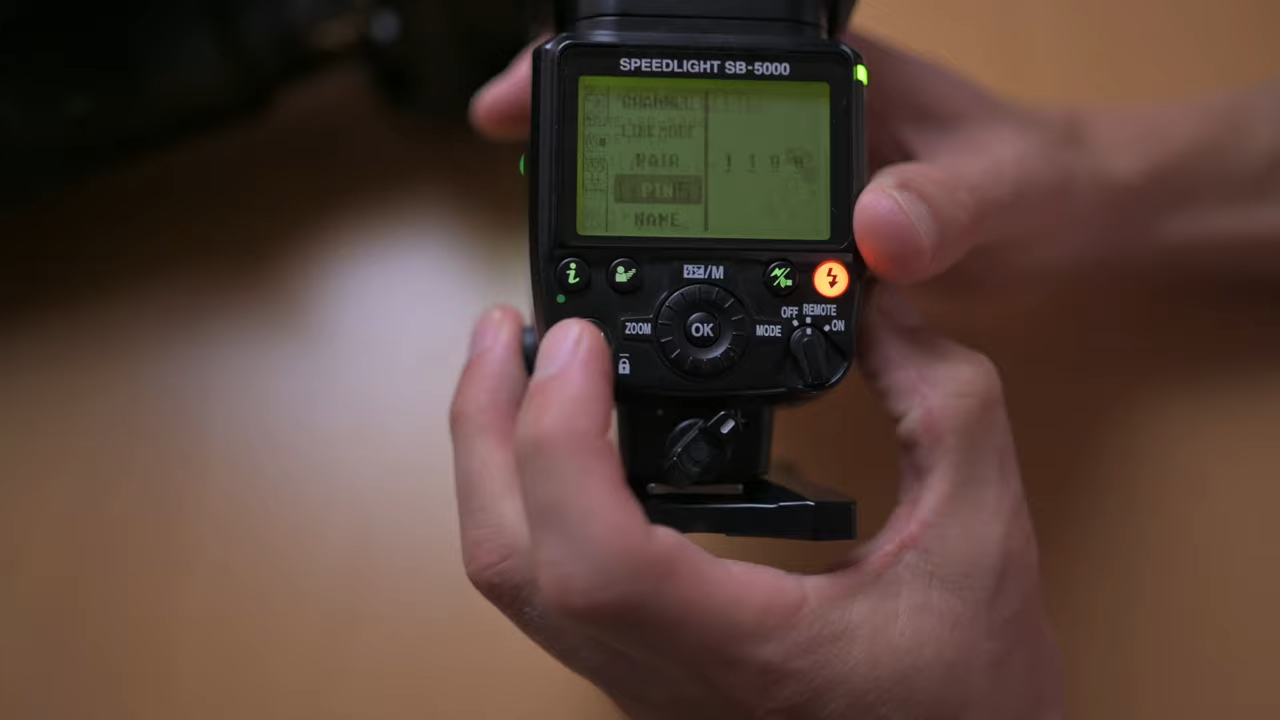 SPEEDLIGHT SB-5000
CHANNEL
LINK MODE
PAIR
PIN
NAME
i
/M
ZOOM
OK
MODE
OFF
REMOTE
ON